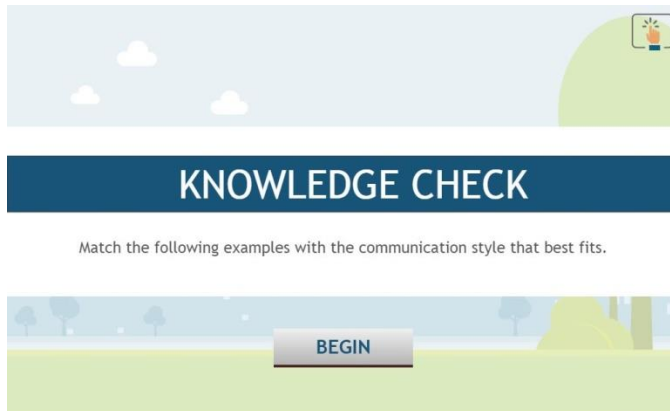 KNOWLEDGE CHECK
Match the following examples with the communication style that best fits.
BEGIN